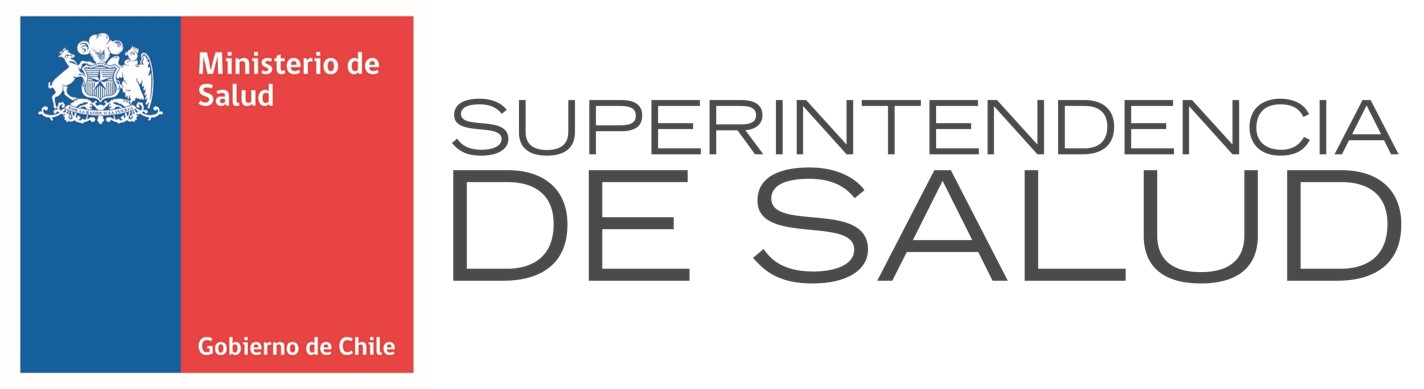 Ministerio de
Salud
Gobierno de Chile
SUPERINTENDENCIA
DE SALUD